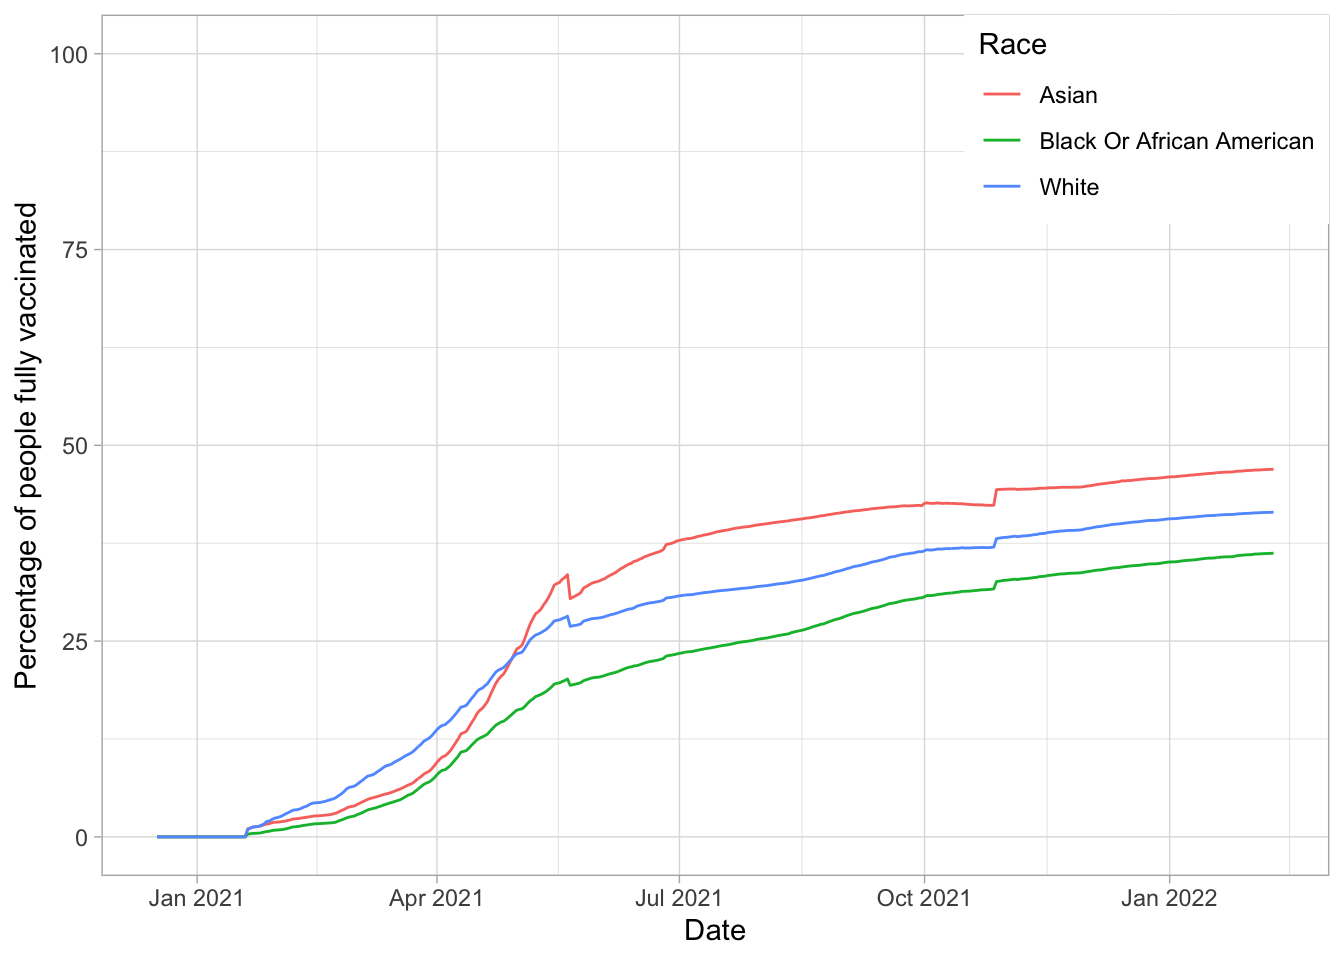 Race
Asian
Black Or African American
White
Percentage of people fully vaccinated
100
75
50
25
0
Jan 2021 Apr 2021 Jul 2021 Oct 2021 Jan 2022
Date